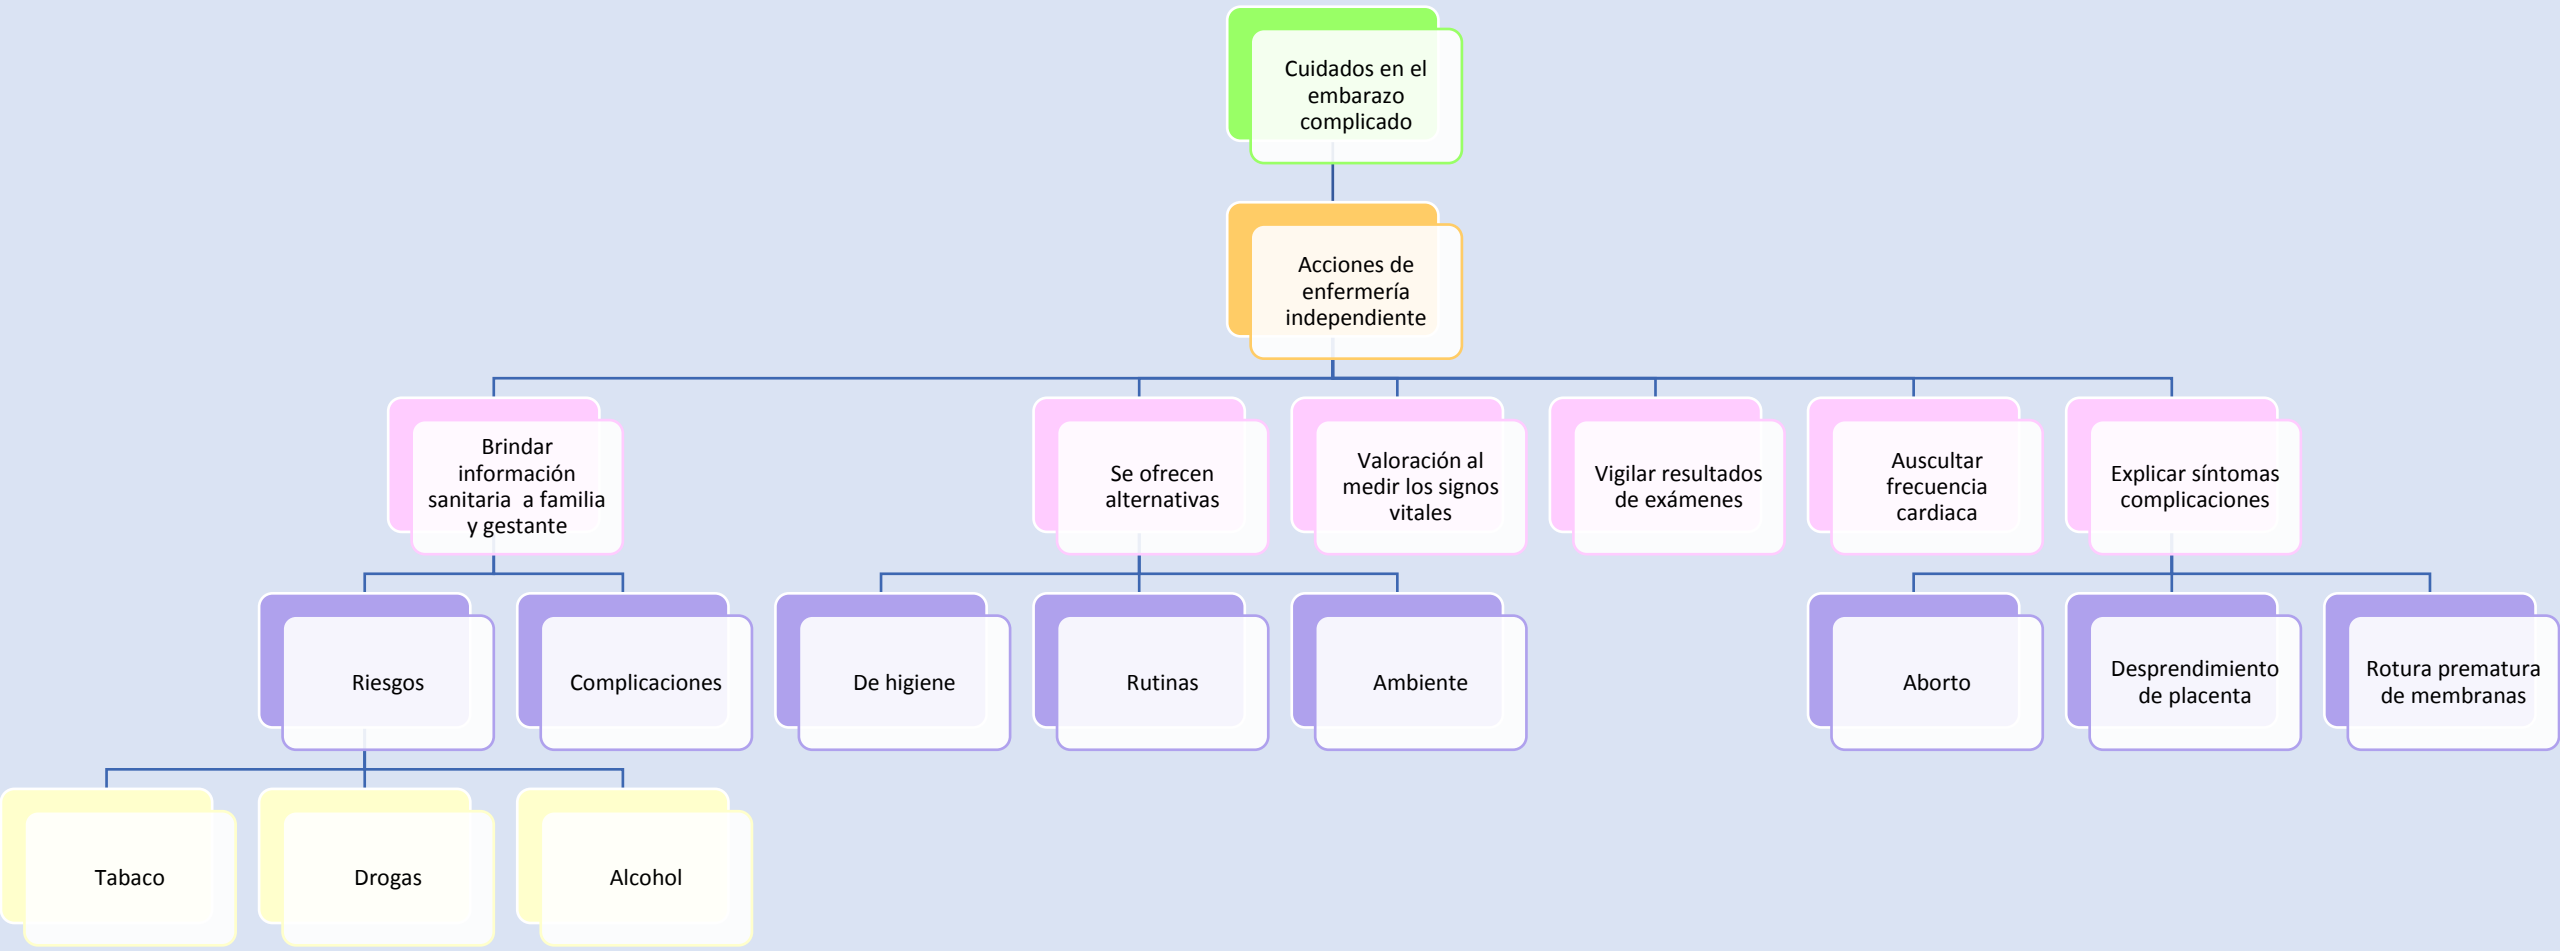 Cuidados en el
embarazo
complicado
Acciones de
enfermería
independiente
Brindar
información
sanitaria  a familia
y gestante
Se ofrecen
alternativas
Valoración al
medir los signos
vitales
Vigilar resultados
de exámenes
Auscultar
frecuencia
cardiaca
Explicar síntomas
complicaciones
Riesgos
Complicaciones
De higiene
Rutinas
Ambiente
Aborto
Desprendimiento
de placenta
Rotura prematura
de membranas
Tabaco
Drogas
Alcohol